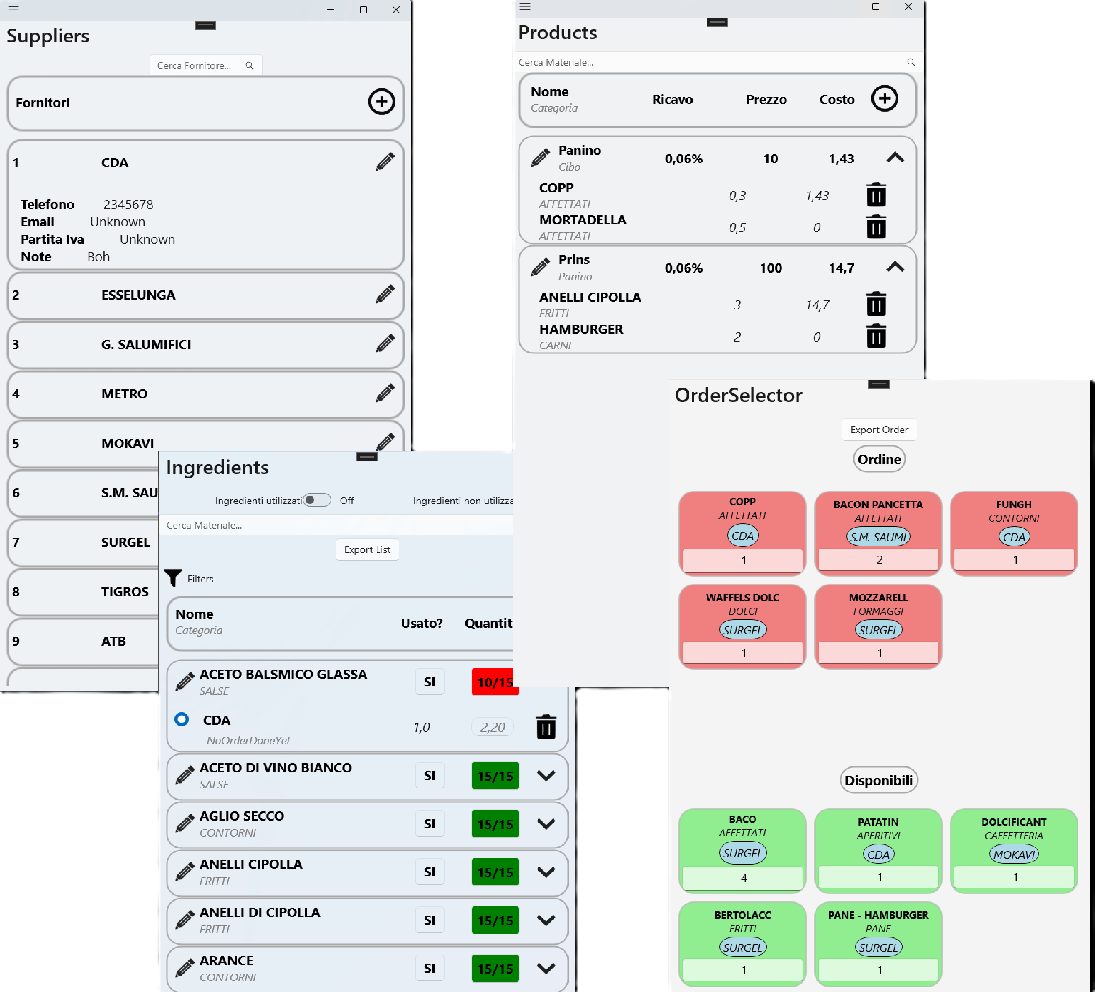 Suppliers
Cerca Fornitore...
Fornitori
1 CDA
Telefono 2345678
Email Unknown
Partita Iva Unknown
Note Boh
2 ESSELUNGA
3 G. SALUMIFICI
4 METRO
5 MOKAVI
6 S.M. SAU
7 SURGEL
8 TIGROS
9 ATB
Products
Cerca Materiale...
Nome Ricavo Prezzo Costo
Categoria
Panino 0,06% 10 1,43
Cibo
COPP 0,3 1,43
AFFETTATI
MORTADELLA 0,5 0
AFFETTATI
Prins 0,06% 100 14,7
Panino
ANELLI CIPOLLA 3 14,7
FRITTI
HAMBURGER 2 0
CARNI
Ingredients
Ingredienti utilizzati Off Ingredienti non utilizza
Cerca Materiale...
Export List
Filters
Nome Usato? Quantit
Categoria
ACETO BALSMICO GLASSA SI 10/15
SALSE
CDA 1,0 2,20
NoOrderDoneYet
ACETO DI VINO BIANCO SI 15/15
SALSE
AGLIO SECCO SI 15/15
CONTORNI
ANELLI CIPOLLA SI 15/15
FRITTI
ANELLI DI CIPOLLA SI 15/15
FRITTI
ARANCE SI 15/15
CONTORNI
OrderSelector
Export Order
Ordine
COPP
AFFETTATI
CDA
1
BACON PANCETTA
AFFETTATI
S.M. SAUMI
2
FUNGH
CONTORNI
CDA
1
WAFFELS DOLC
DOLCI
SURGEL
1
MOZZARELL
FORMAGGI
SURGEL
1
Disponibili
BACO
AFFETTATI
SURGEL
4
PATATIN
APERITIVI
CDA
1
DOLCIFICANT
CAFFETTERIA
MOKAVI
1
BERTOLACC
FRITTI
SURGEL
1
PANE - HAMBURGER
PANE
SURGEL
1